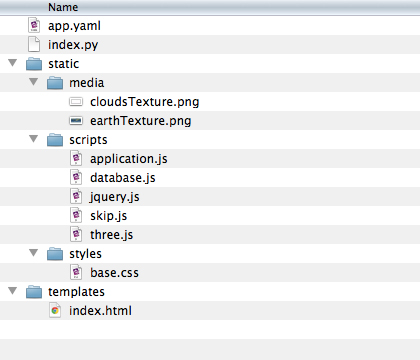 Name
app.yaml
index.py
static
media
cloudsTexture.png
earthTexture.png
scripts
application.js
database.js
jquery.js
skip.js
three.js
styles
base.css
templates
index.html